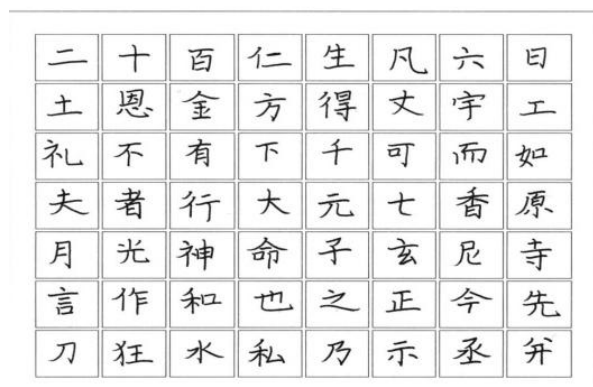 二 十 百 仁 生 凡 六 日
土 恩 金 方 得 丈 宇 工
礼 不 有 下 千 可 而 如
夫 者 行 大 元 七 香 原
月 光 神 命 子 玄 尼 寺
言 作 和 也 之 正 今 先
刀 狂 水 私 乃 示 丞 弁